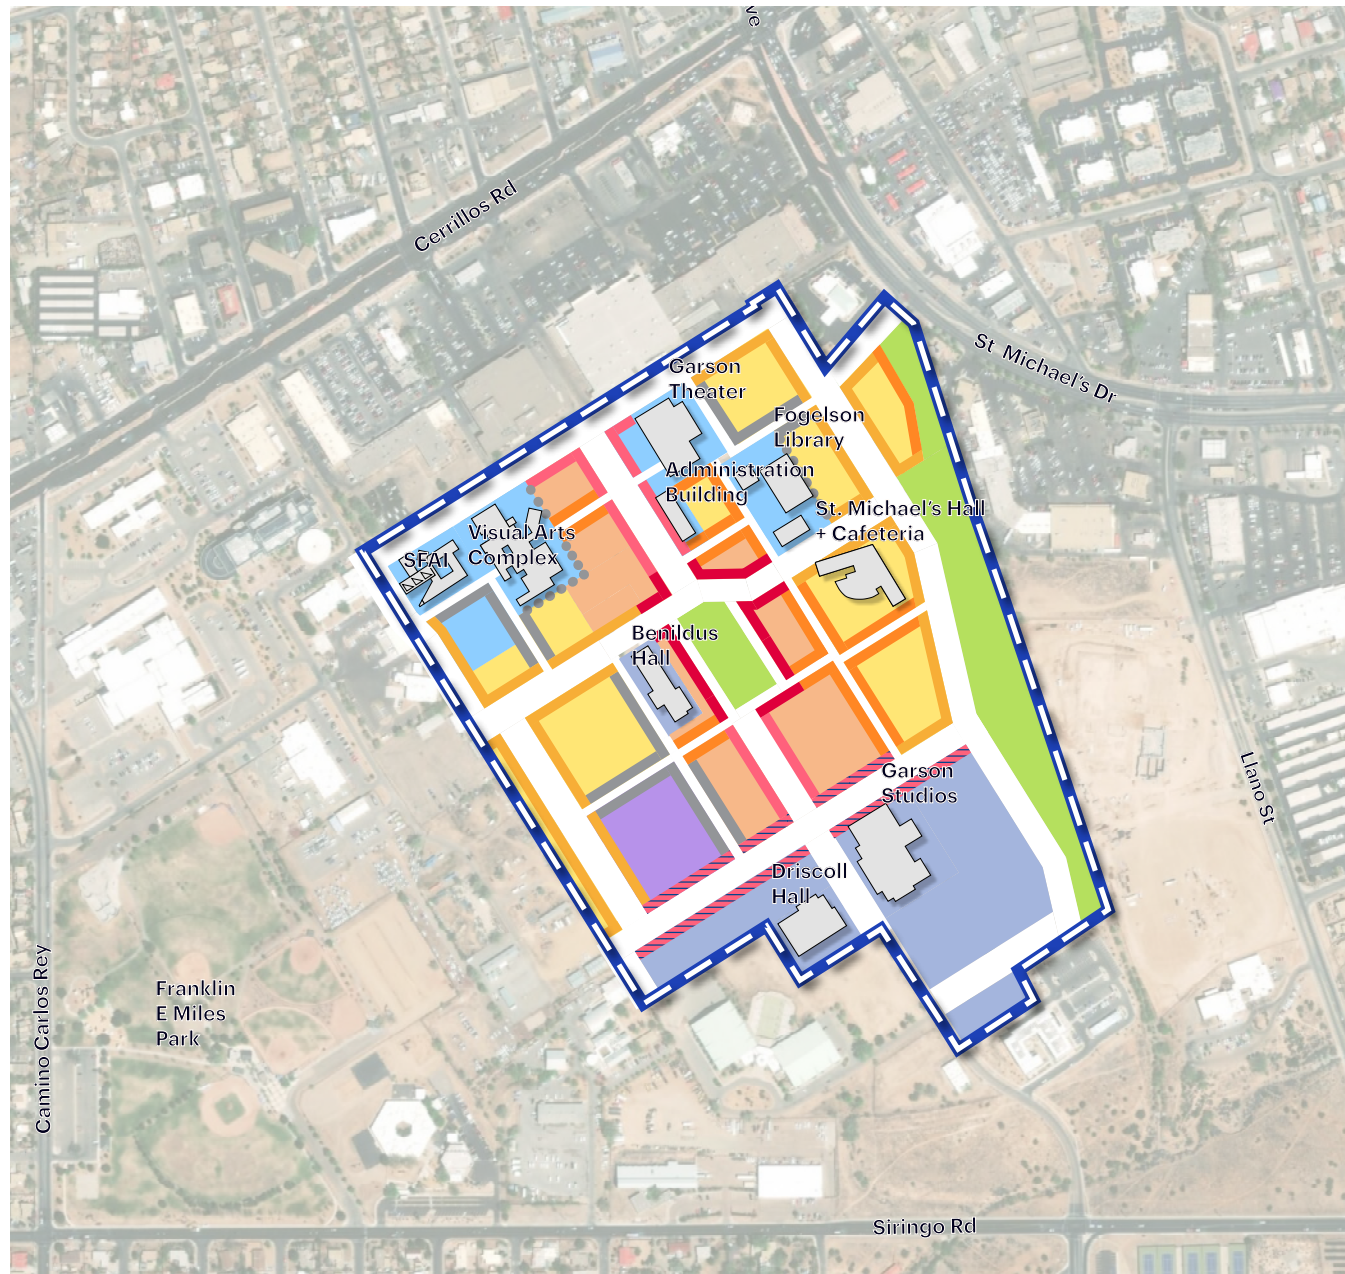 ve
Cerrillos Rd
St. Michael's Dr
Garson
Theater
Fogelson
Library
Administration
Building
St. Michael's Hall
+ Cafeteria
Visual Arts
Complex
SFAI
Benildus
Hall
Garson
Studios
Llano St
Driscoll
Hall
Camino Carlos Rey
Franklin
E Miles
Park
Siringo Rd